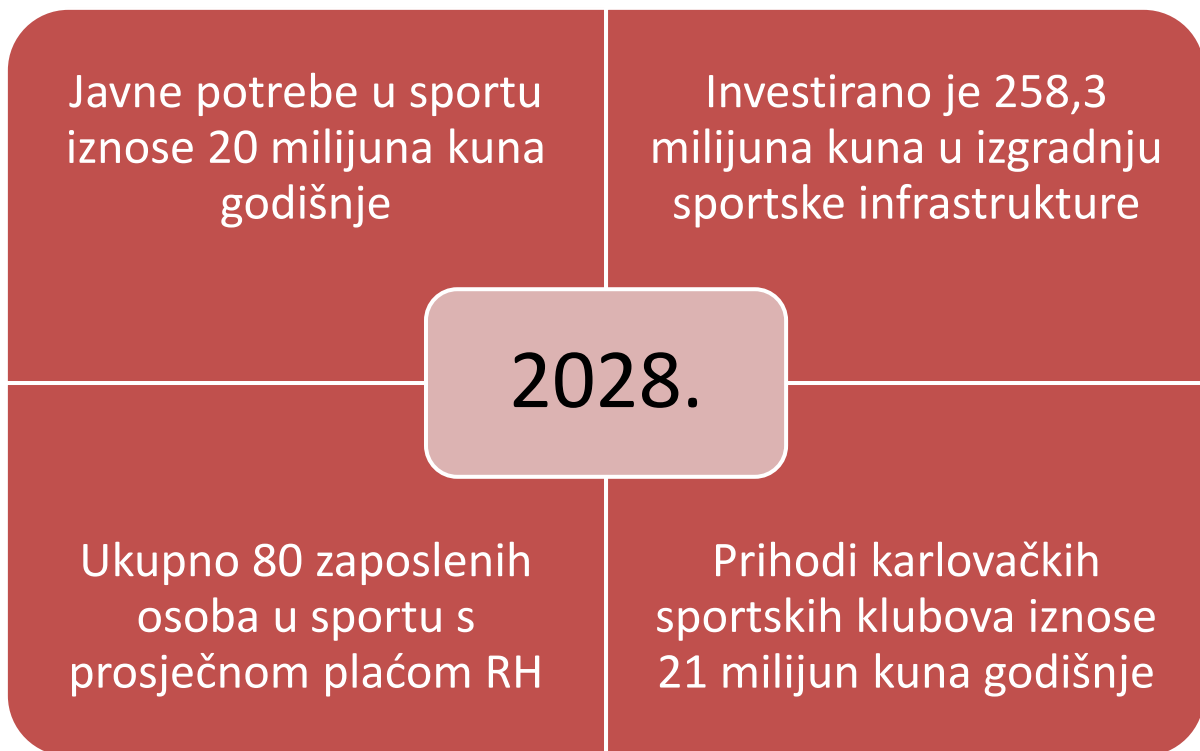 Javne potrebe u sportu
iznose 20 milijuna kuna
godišnje
Investirano je 258,3
milijuna kuna u izgradnju
sportske infrastrukture
2028.
Ukupno 80 zaposlenih
osoba u sportu s
prosječnom plaćom RH
Prihodi karlovačkih
sportskih klubova iznose
21 milijun kuna godišnje